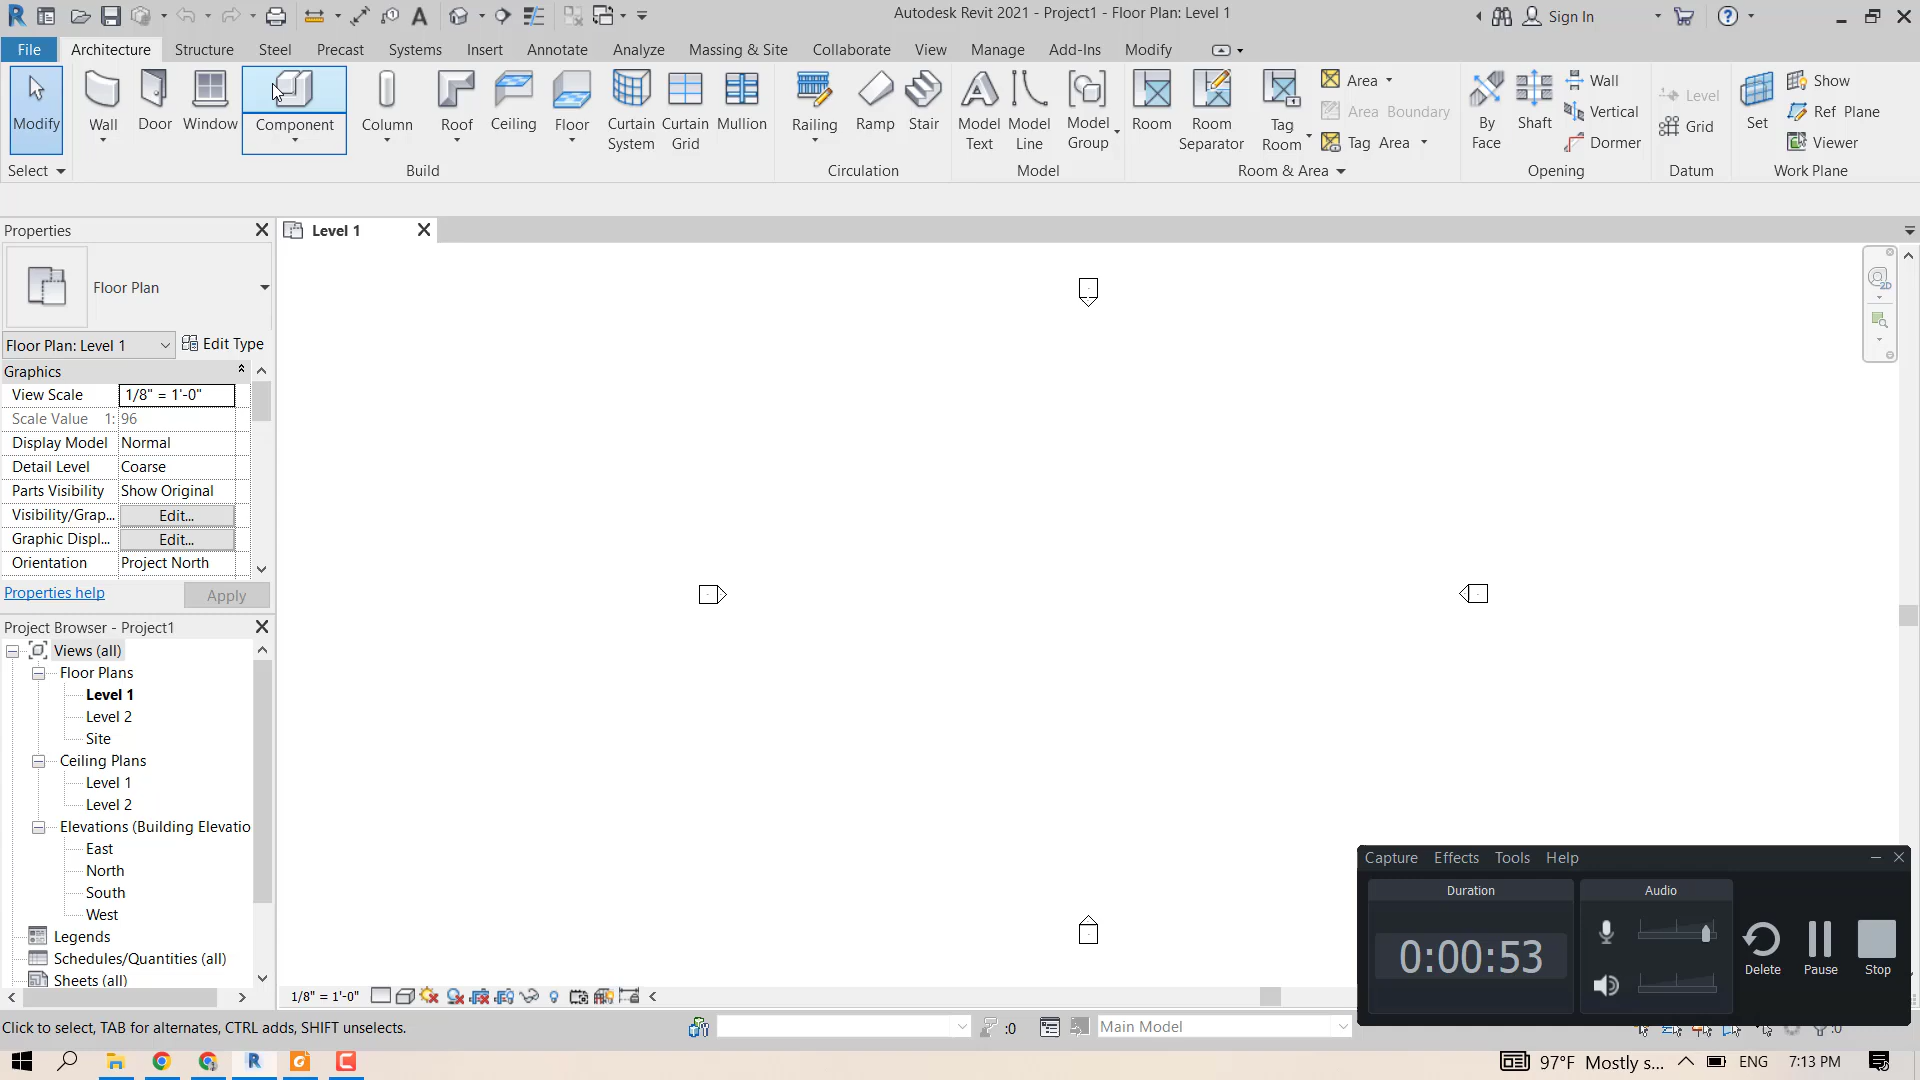 Autodesk Revit 2021 - Project1 - Floor Plan: Level 1
Sign In
File Architecture Structure Steel Precast Systems Insert Annotate Analyze Massing & Site Collaborate View Manage Add-Ins Modify
Modify Wall Door Window Component Column Roof Ceiling Floor Curtain System Curtain Grid Mullion
Railing Ramp Stair
Model Text Model Line Model Group
Room Room Separator Tag Room
Area
Area Boundary
Tag Area
By Face Shaft
Wall
Vertical
Dormer
Level
Grid
Set
Show
Ref Plane
Viewer
Select Build Circulation Model Room & Area Opening Datum Work Plane
Properties
Level 1
Floor Plan
Floor Plan: Level 1 Edit Type
Graphics
View Scale 1/8" = 1'-0"
Scale Value 1: 96
Display Model Normal
Detail Level Coarse
Parts Visibility Show Original
Visibility/Grap... Edit...
Graphic Displ... Edit...
Orientation Project North
Properties help Apply
Project Browser - Project1
Views (all)
Floor Plans
Level 1
Level 2
Site
Ceiling Plans
Level 1
Level 2
Elevations (Building Elevatio
East
North
South
West
Legends
Schedules/Quantities (all)
Sheets (all)
2D
1/8" = 1'-0"
Click to select, TAB for alternates, CTRL adds, SHIFT unselects.
:0
Main Model
:0
Capture Effects Tools Help
Duration Audio
0:00:53
Delete Pause Stop
97°F Mostly s... ENG 7:13 PM